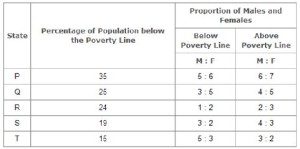 State
Percentage of Population below
the Poverty Line
Proportion of Males and
Females
Below
Poverty Line
Above
Poverty Line
M : F
M : F
P 35 5 : 6 6 : 7
Q 25 3 : 5 4 : 5
R 24 1 : 2 2 : 3
S 19 3 : 2 4 : 3
T 15 5 : 3 3 : 2